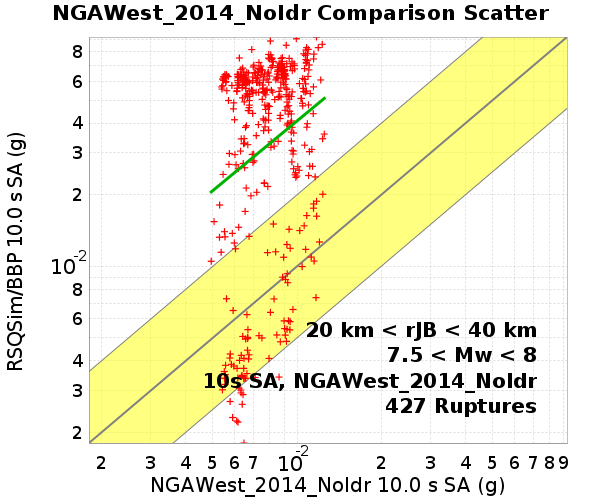 NGAWest_2014_NoIdr Comparison Scatter
8
6
4
3
2
10-2
8
6
4
3
2
RSQSim/BBP 10.0 s SA (g)
20 km < rJB < 40 km
7.5 < Mw < 8
10s SA, NGAWest_2014_NoIdr
427 Ruptures
2 3 4 5 6 7 10-2 2 3 4 5 6 7 8 9
NGAWest_2014_NoIdr 10.0 s SA (g)